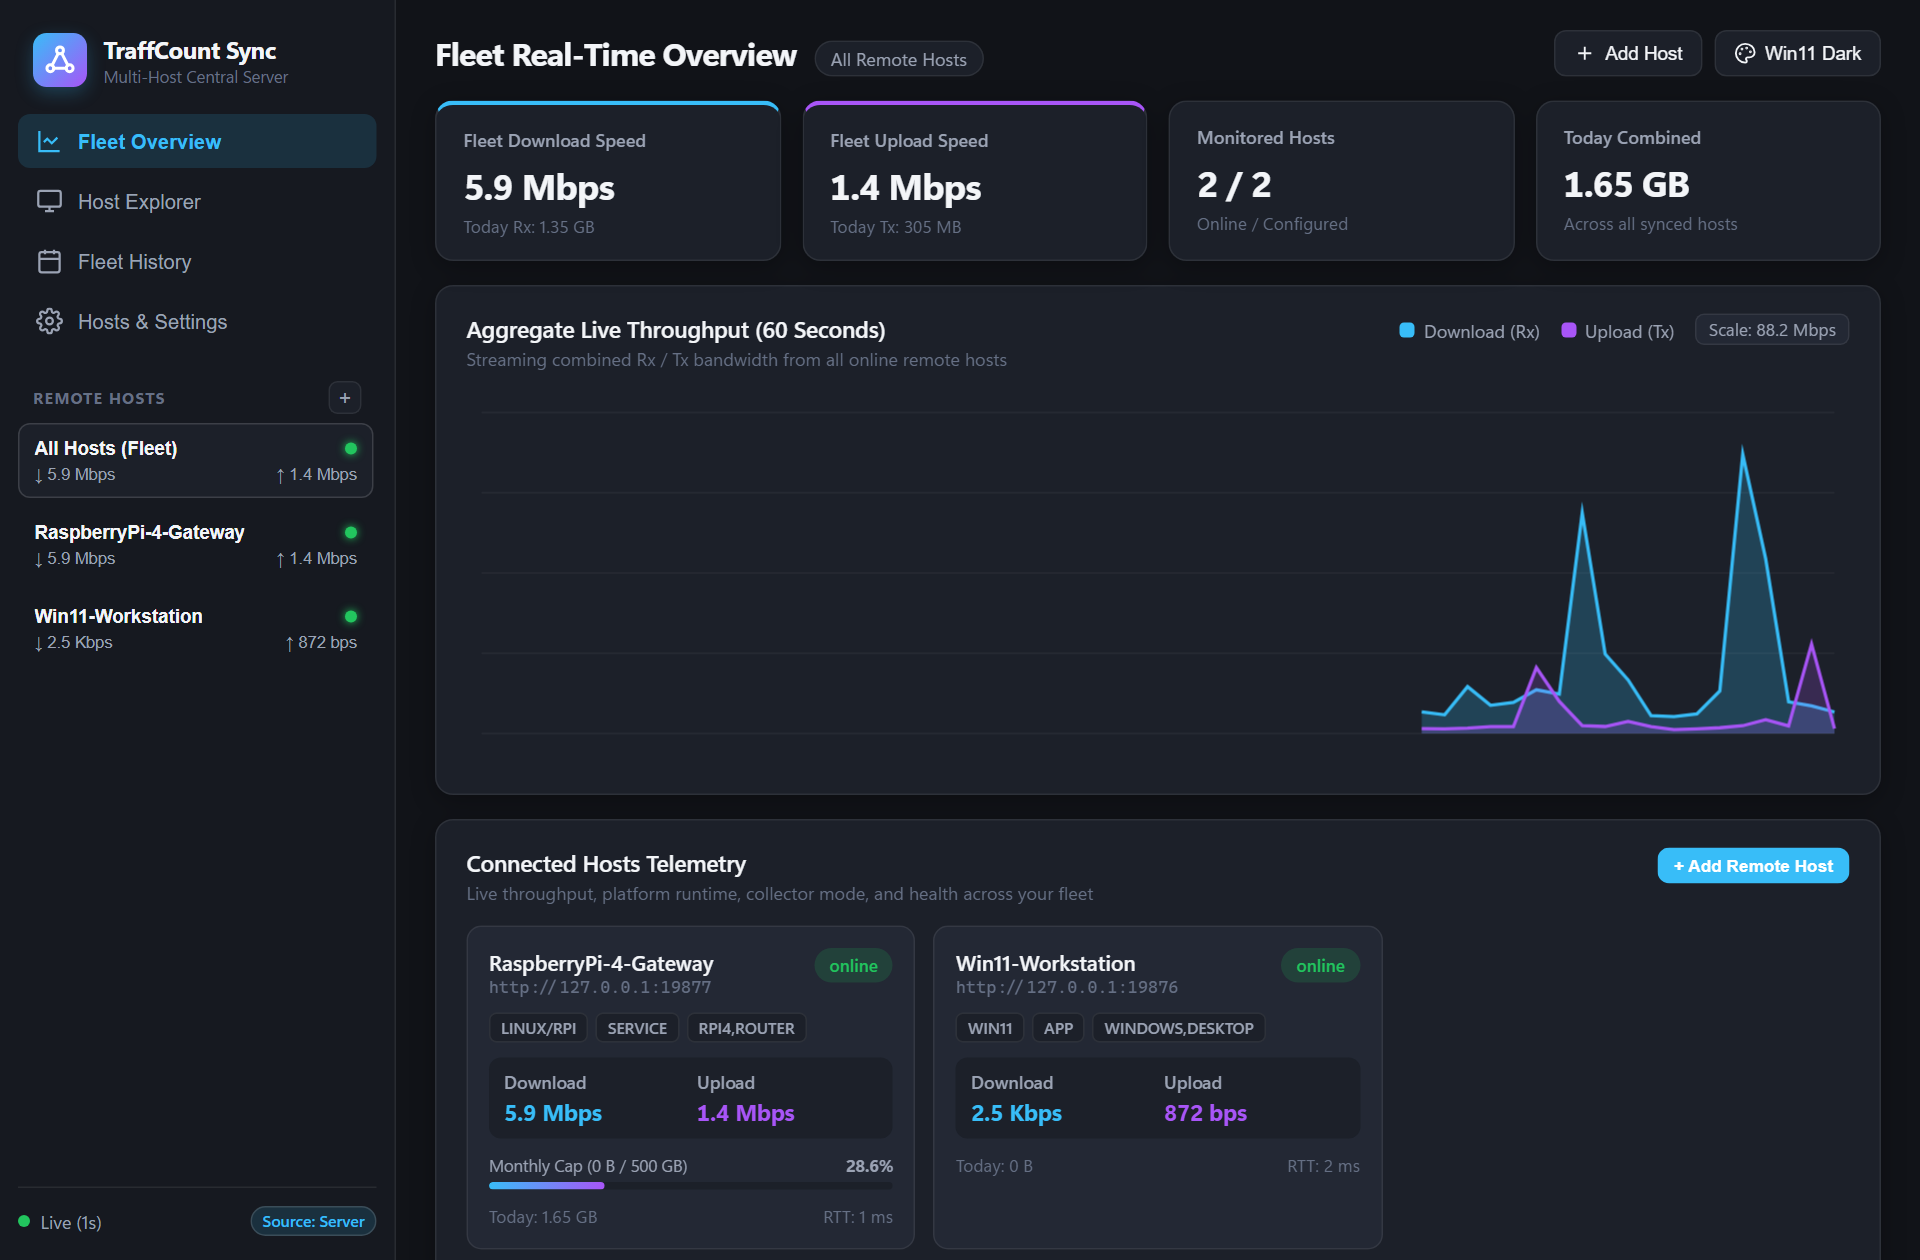 TraffCount Sync
Multi-Host Central Server
Fleet Overview
Host Explorer
Fleet History
Hosts & Settings
REMOTE HOSTS
+
All Hosts (Fleet)
↓ 5.9 Mbps ↑ 1.4 Mbps
RaspberryPi-4-Gateway
↓ 5.9 Mbps ↑ 1.4 Mbps
Win11-Workstation
↓ 2.5 Kbps ↑ 872 bps
Live (1s) Source: Server
Fleet Real-Time Overview All Remote Hosts
+ Add Host Win11 Dark
Fleet Download Speed
5.9 Mbps
Today Rx: 1.35 GB
Fleet Upload Speed
1.4 Mbps
Today Tx: 305 MB
Monitored Hosts
2 / 2
Online / Configured
Today Combined
1.65 GB
Across all synced hosts
Aggregate Live Throughput (60 Seconds)
Streaming combined Rx / Tx bandwidth from all online remote hosts
Download (Rx) Upload (Tx) Scale: 88.2 Mbps
Connected Hosts Telemetry
Live throughput, platform runtime, collector mode, and health across your fleet
+ Add Remote Host
RaspberryPi-4-Gateway online
http://127.0.0.1:19877
LINUX/RPI SERVICE RPI4,ROUTER
Download Upload
5.9 Mbps 1.4 Mbps
Monthly Cap (0 B / 500 GB) 28.6%
Today: 1.65 GB RTT: 1 ms
Win11-Workstation online
http://127.0.0.1:19876
WIN11 APP WINDOWS,DESKTOP
Download Upload
2.5 Kbps 872 bps
Today: 0 B RTT: 2 ms